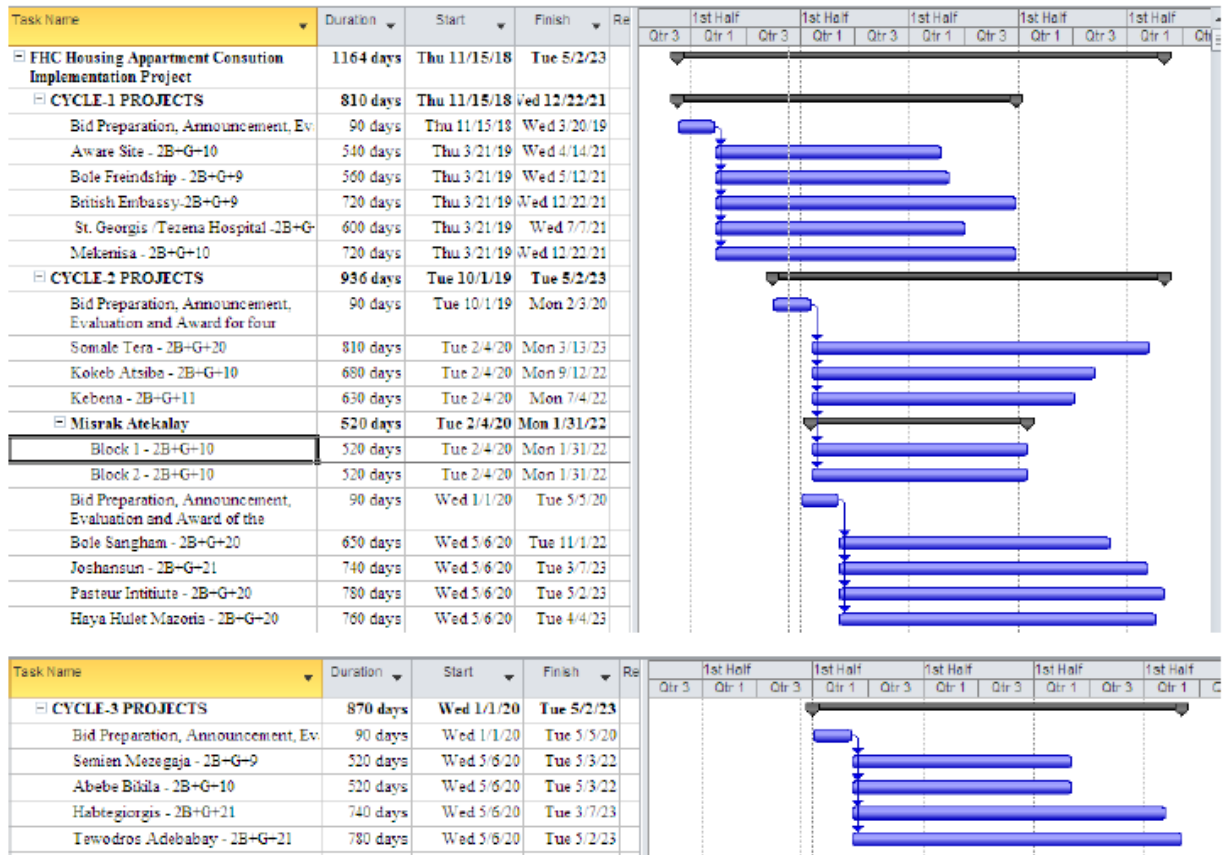 Task Name Duration Start Finish Re 1st Half 1st Half 1st Half 1st Half 1st Half
Qtr 3 Qtr 1 Qtr 3 Qtr 1 Qtr 3 Qtr 1 Qtr 3 Qtr 1 Qtr 3 Qtr 1
FHC Housing Appartment Consution 1164 days Thu 11/15/18 Tue 5/2/23
Implementation Project
CYCLE-1 PROJECTS 810 days Thu 11/15/18 Wed 12/22/21
Bid Preparation, Announcement, Ev 90 days Thu 11/15/18 Wed 3/20/19
Aware Site - 2B+G+10 540 days Thu 3/21/19 Wed 4/14/21
Bole Freindship - 2B+G+9 560 days Thu 3/21/19 Wed 5/12/21
British Embassy-2B+G+9 720 days Thu 3/21/19 Wed 12/22/21
St. Georgis /Tezena Hospital -2B+G+ 600 days Thu 3/21/19 Wed 7/7/21
Mekenisa - 2B+G+10 720 days Thu 3/21/19 Wed 12/22/21
CYCLE-2 PROJECTS 936 days Tue 10/1/19 Tue 5/2/23
Bid Preparation, Announcement, 90 days Tue 10/1/19 Mon 2/3/20
Evaluation and Award for four
Somale Tera - 2B+G+20 810 days Tue 2/4/20 Mon 3/13/23
Kokeb Atsiba - 2B+G+10 680 days Tue 2/4/20 Mon 9/12/22
Kebena - 2B+G+11 630 days Tue 2/4/20 Mon 7/4/22
Misrak Atekalay 520 days Tue 2/4/20 Mon 1/31/22
Block 1 - 2B+G+10 520 days Tue 2/4/20 Mon 1/31/22
Block 2 - 2B+G+10 520 days Tue 2/4/20 Mon 1/31/22
Bid Preparation, Announcement, 90 days Wed 1/1/20 Tue 5/5/20
Evaluation and Award of the
Bole Sangham - 2B+G+20 650 days Wed 5/6/20 Tue 11/1/22
Joshansun - 2B+G+21 740 days Wed 5/6/20 Tue 3/7/23
Pasteur Intitiute - 2B+G+20 780 days Wed 5/6/20 Tue 5/2/23
Haya Hulet Mazoria - 2B+G+20 760 days Wed 5/6/20 Tue 4/4/23
Task Name Duration Start Finish Re 1st Half 1st Half 1st Half 1st Half 1st Half
Qtr 3 Qtr 1 Qtr 3 Qtr 1 Qtr 3 Qtr 1 Qtr 3 Qtr 1 Qtr 3 Qtr 1
CYCLE-3 PROJECTS 870 days Wed 1/1/20 Tue 5/2/23
Bid Preparation, Announcement, Ev 90 days Wed 1/1/20 Tue 5/5/20
Semien Mezegaja - 2B+G+9 520 days Wed 5/6/20 Tue 5/3/22
Abebe Bikila - 2B+G+10 520 days Wed 5/6/20 Tue 5/3/22
Habtegiorgis - 2B+G+21 740 days Wed 5/6/20 Tue 3/7/23
Tewodros Adebabay - 2B+G+21 780 days Wed 5/6/20 Tue 5/2/23